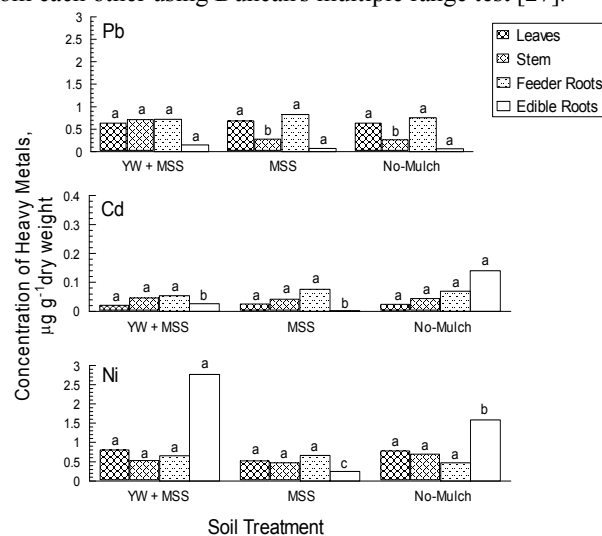 from each other using Duncan's multiple range test [27].
Leaves
Stem
Feeder Roots
Edible Roots
Concentration of Heavy Metals,
µg g-1dry weight
Pb
3
2.5
2
1.5
1
0.5
0
a a a a
a b a a
a b a a
YW + MSS MSS No-Mulch
Cd
0.4
0.3
0.2
0.1
0
a a a b
a a a b
a a a a
YW + MSS MSS No-Mulch
Ni
3
2.5
2
1.5
1
0.5
0
a a a a
a a a c
a a a b
YW + MSS MSS No-Mulch
Soil Treatment